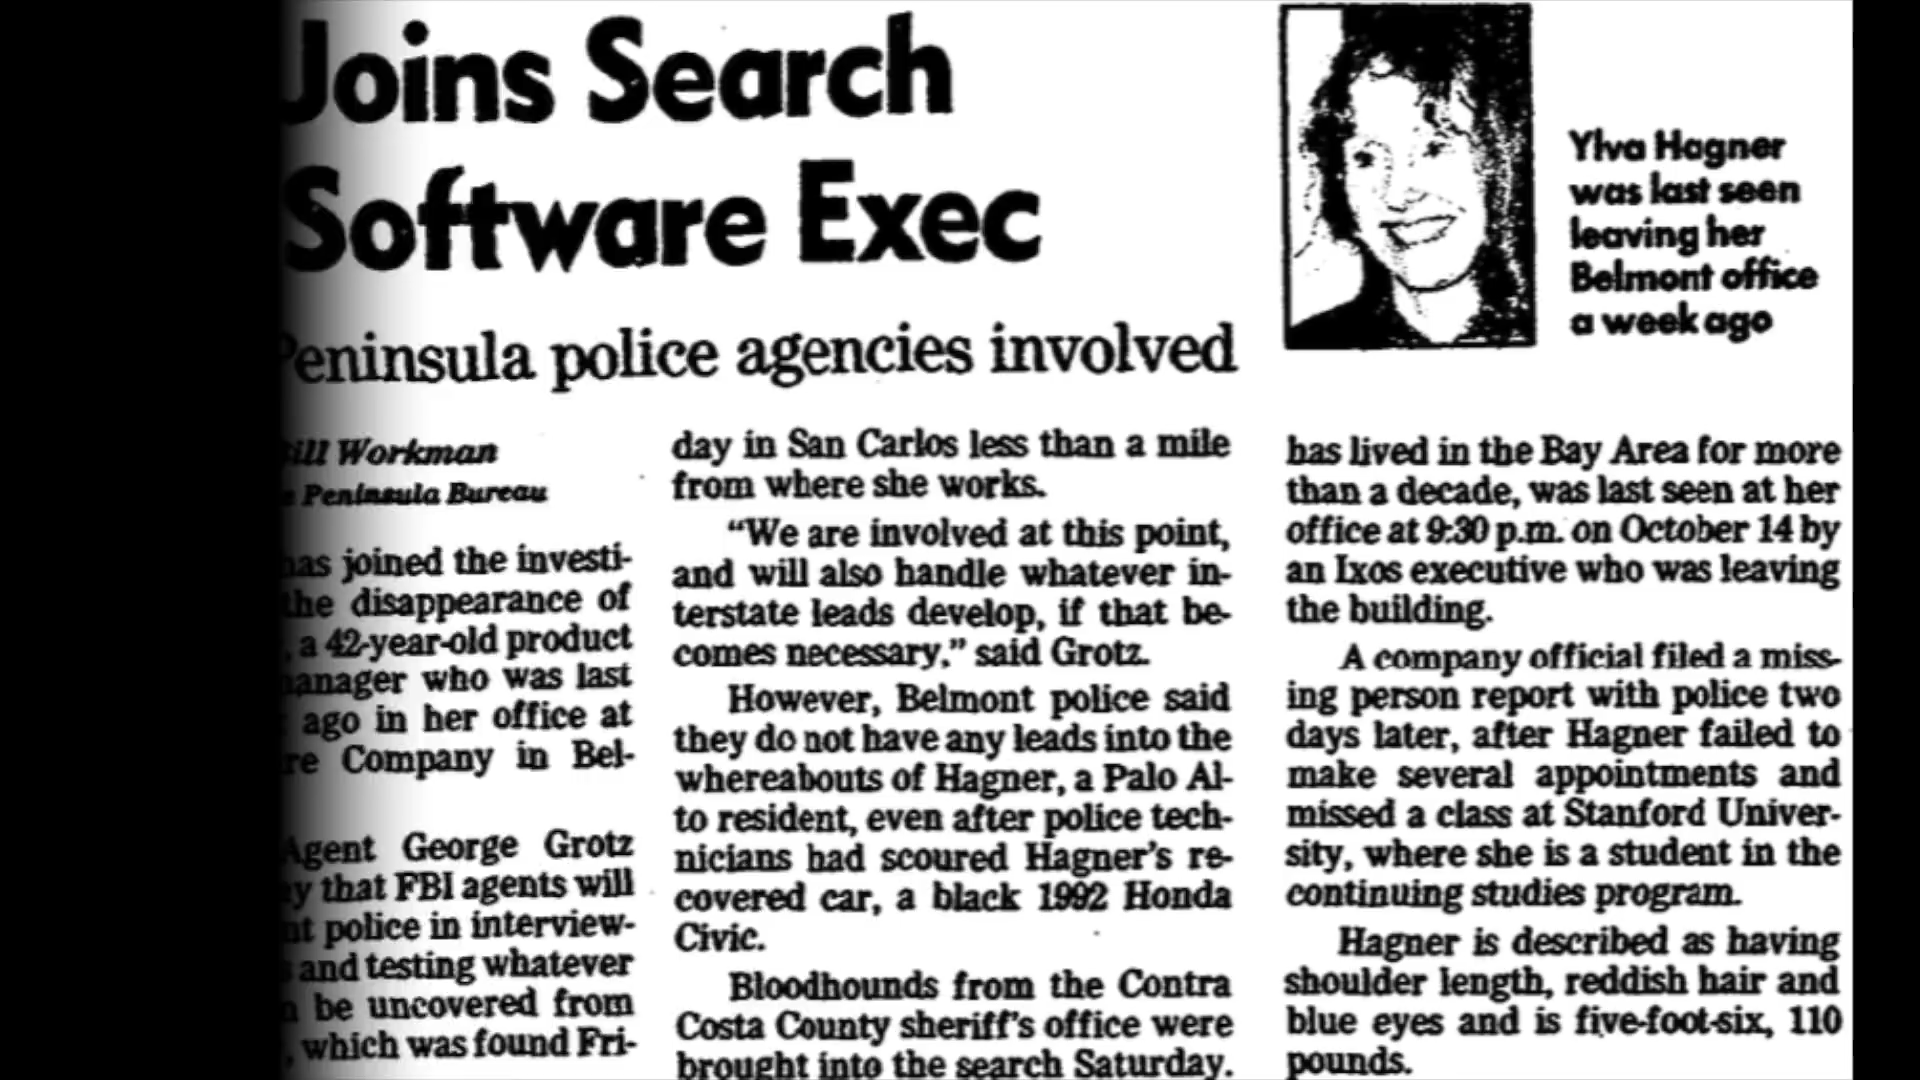 Joins Search
Software Exec
Peninsula police agencies involved
Ylva Hagner
was last seen
leaving her
Belmont office
a week ago
Bill Workman
Peninsula Bureau
has joined the investi-
the disappearance of
, a 42-year-old product
manager who was last
ago in her office at
Company in Bel-
Agent George Grotz
that FBI agents will
police in interview-
and testing whatever
be uncovered from
, which was found Fri-
day in San Carlos less than a mile
from where she works.
“We are involved at this point,
and will also handle whatever in-
terstate leads develop, if that be-
comes necessary,” said Grotz.
However, Belmont police said
they do not have any leads into the
whereabouts of Hagner, a Palo Al-
to resident, even after police tech-
nicians had scoured Hagner’s re-
covered car, a black 1992 Honda
Civic.
Bloodhounds from the Contra
Costa County sheriff’s office were
brought into the search Saturday.
has lived in the Bay Area for more
than a decade, was last seen at her
office at 9:30 p.m. on October 14 by
an Ixos executive who was leaving
the building.
A company official filed a miss-
ing person report with police two
days later, after Hagner failed to
make several appointments and
missed a class at Stanford Univer-
sity, where she is a student in the
continuing studies program.
Hagner is described as having
shoulder length, reddish hair and
blue eyes and is five-foot-six, 110
pounds.